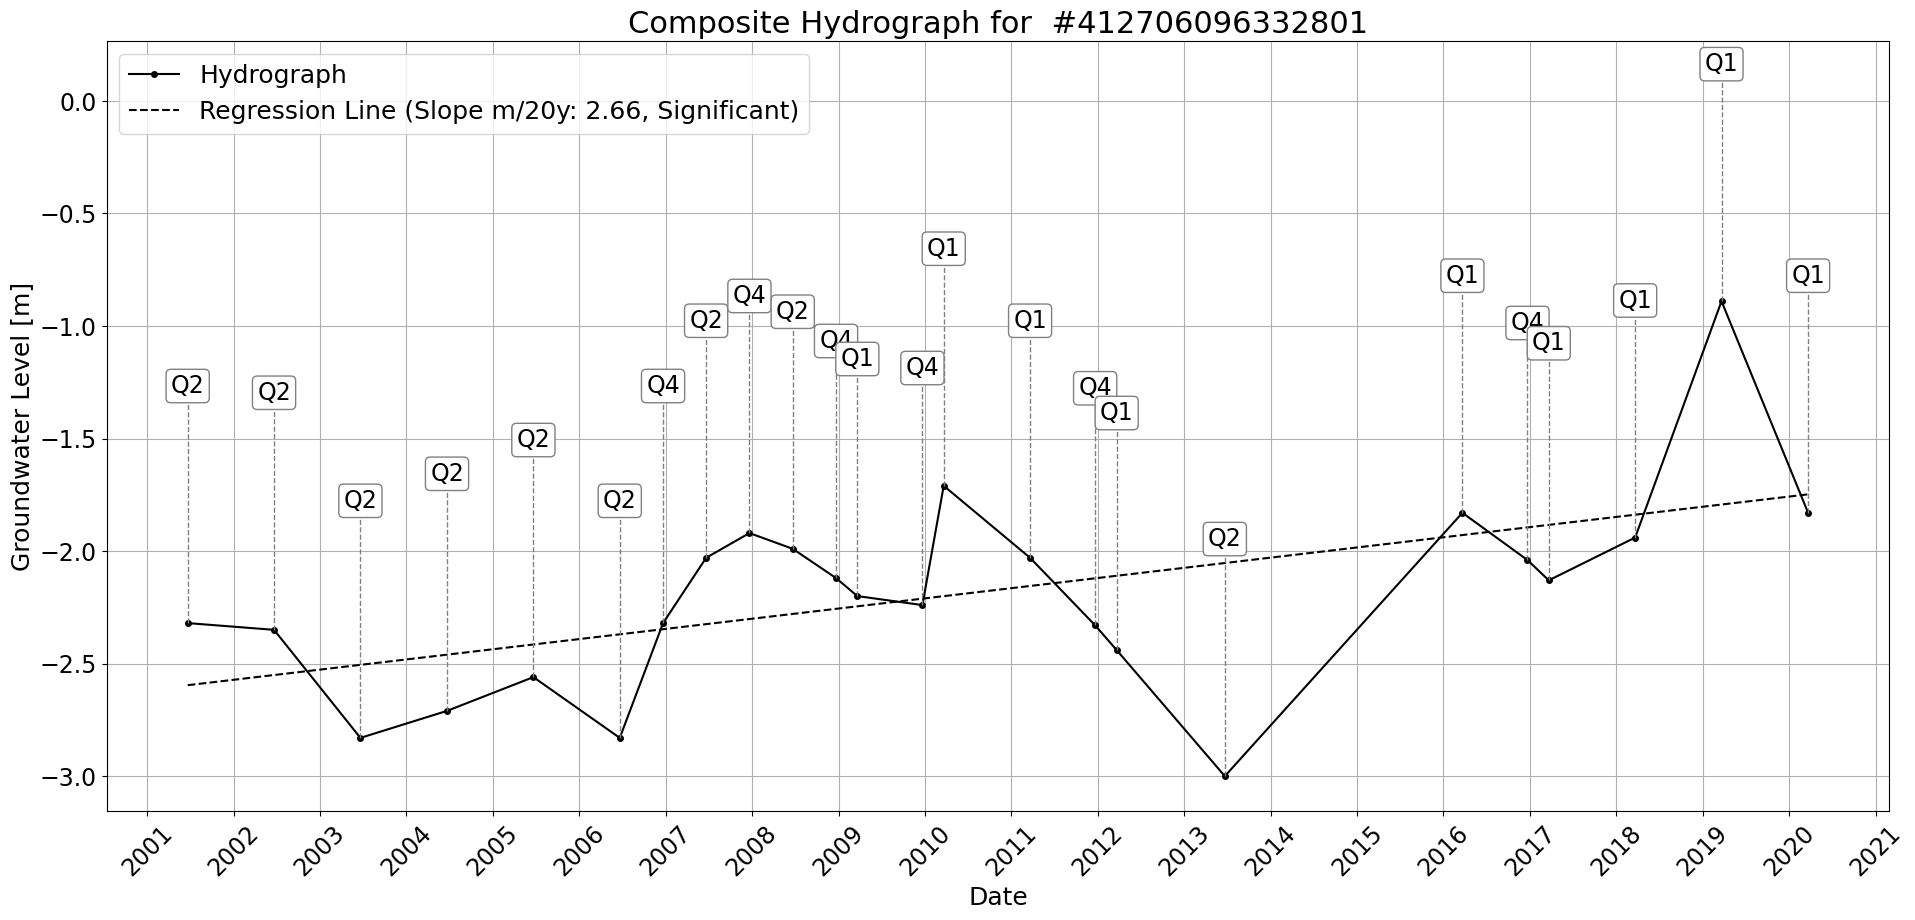 Composite Hydrograph for  #412706096332801
Hydrograph
Regression Line (Slope m/20y: 2.66, Significant)
Groundwater Level [m]
0.0
−0.5
−1.0
−1.5
−2.0
−2.5
−3.0
Q2
Q2
Q2
Q2
Q2
Q2
Q4
Q2
Q4
Q2
Q4
Q1
Q4
Q1
Q1
Q4
Q1
Q2
Q1
Q4
Q1
Q1
Q1
Q1
2001
2002
2003
2004
2005
2006
2007
2008
2009
2010
2011
2012
2013
2014
2015
2016
2017
2018
2019
2020
2021
Date